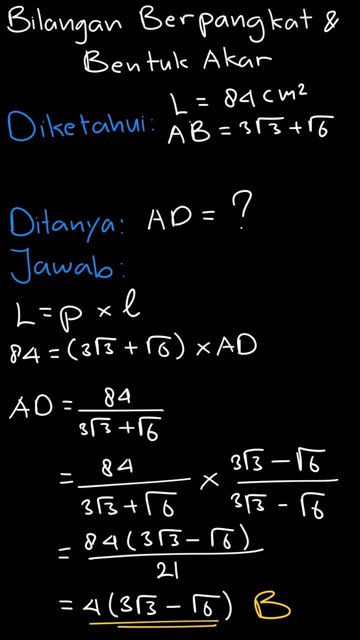 Bilangan Berpangkat &
Bentuk Akar
Diketahui: L = 84 cm²
AB = 3√3 + √6
Ditanya: AD = ?
Jawab:
L = p × l
84 = (3√3 + √6) × AD
AD = 84 / 3√3 + √6
= 84 / 3√3 + √6 × 3√3 − √6 / 3√3 − √6
= 84 (3√3 − √6) / 21
= 4 (3√3 − √6) B